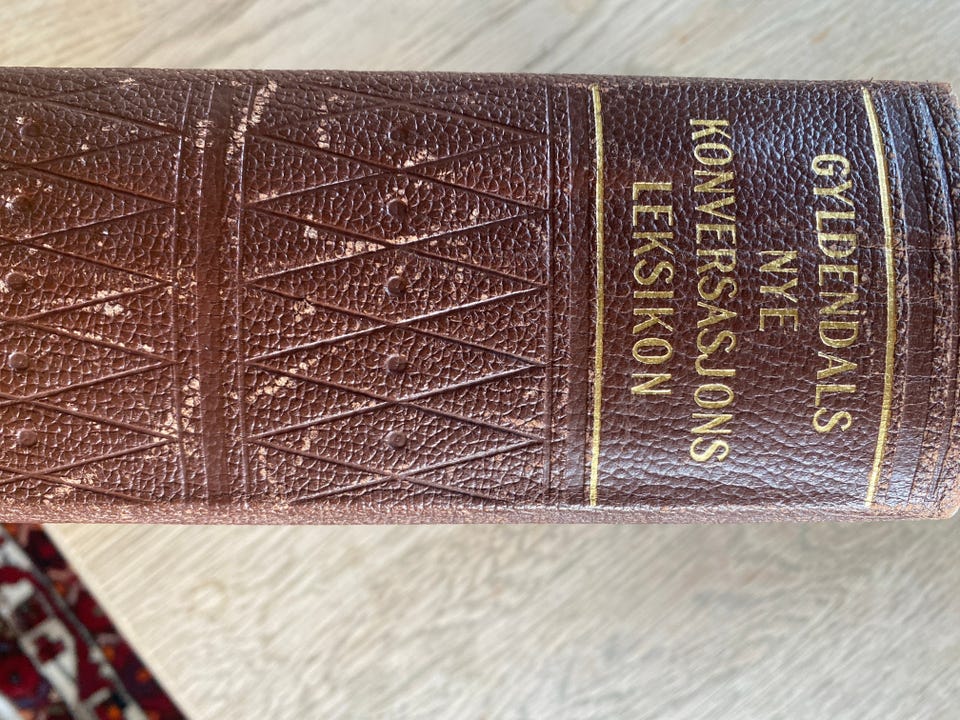 GYLDENDALS
NYE
KONVERSASJONS
LEKSIKON